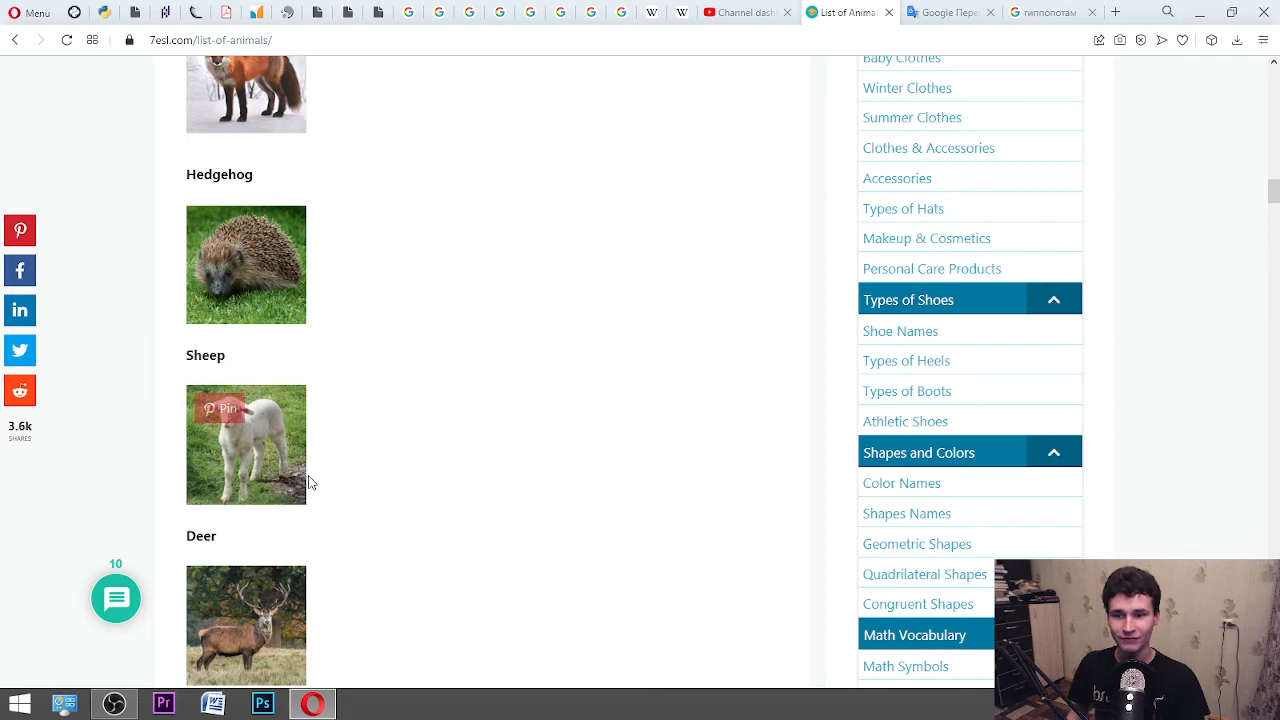 Menu
Channel dash
List of Anima
Google Пере
гиппопотам
7esl.com/list-of-animals/
Hedgehog
Sheep
Pin
Deer
3.6k
SHARES
10
Baby Clothes
Winter Clothes
Summer Clothes
Clothes & Accessories
Accessories
Types of Hats
Makeup & Cosmetics
Personal Care Products
Types of Shoes
Shoe Names
Types of Heels
Types of Boots
Athletic Shoes
Shapes and Colors
Color Names
Shapes Names
Geometric Shapes
Quadrilateral Shapes
Congruent Shapes
Math Vocabulary
Math Symbols